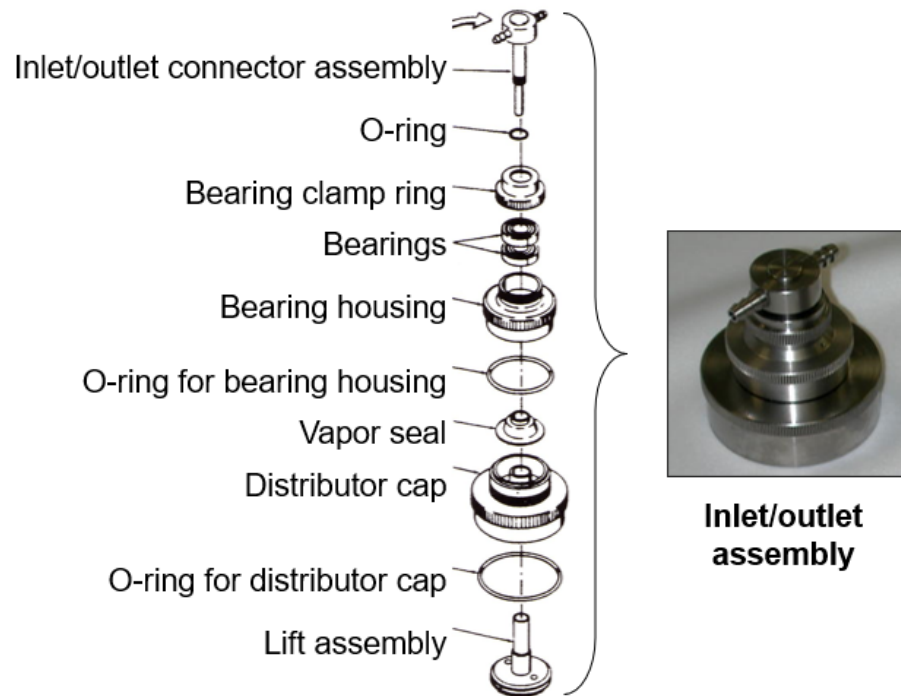 Inlet/outlet connector assembly
O-ring
Bearing clamp ring
Bearings
Bearing housing
O-ring for bearing housing
Vapor seal
Distributor cap
O-ring for distributor cap
Lift assembly
Inlet/outlet
assembly